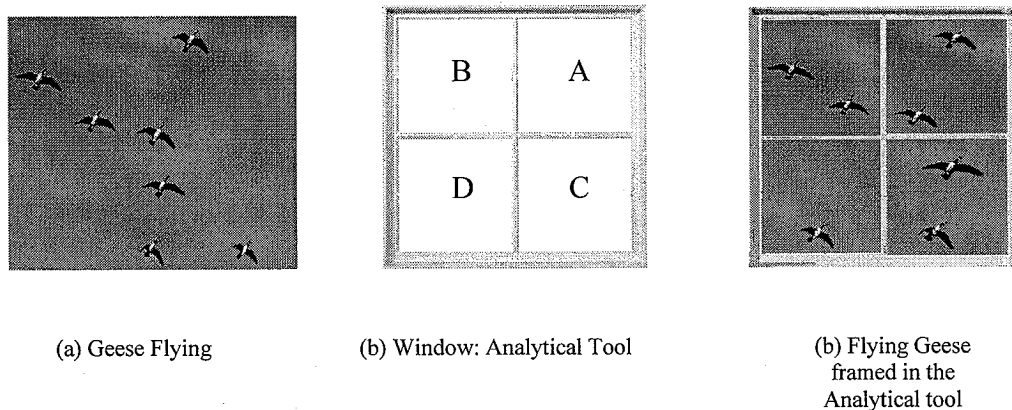 B A
D C
(a) Geese Flying
(b) Window: Analytical Tool
(b) Flying Geese
framed in the
Analytical tool